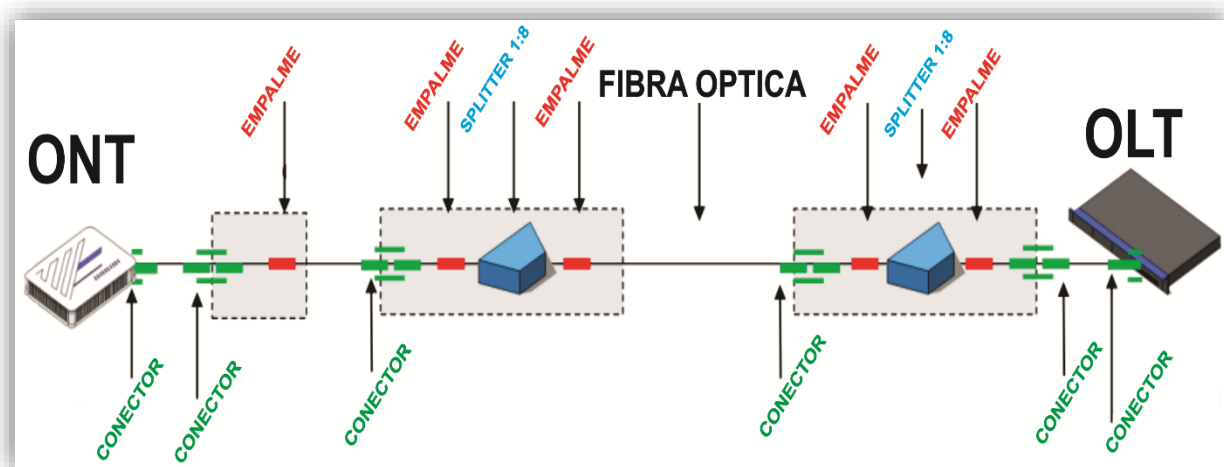 ONT
EMPALME
EMPALME
SPLITTER 1:8
EMPALME
FIBRA OPTICA
EMPALME
SPLITTER 1:8
EMPALME
OLT
CONECTOR
CONECTOR
CONECTOR
CONECTOR
CONECTOR
CONECTOR